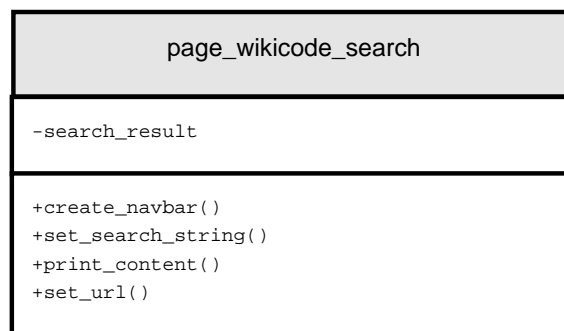 page_wikicode_search
-search_result
+create_navbar()
+set_search_string()
+print_content()
+set_url()